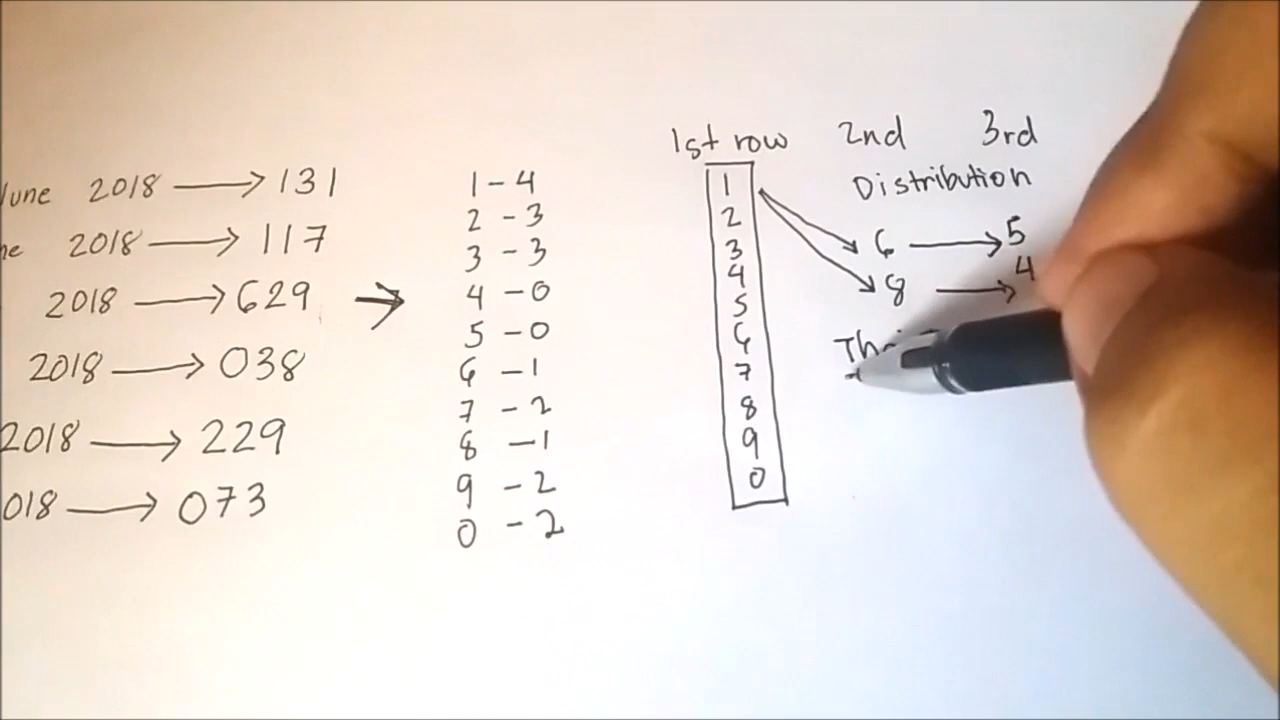 June 2018 → 131
2018 → 117
2018 → 629
2018 → 038
2018 → 229
018 → 073
1 - 4
2 - 3
3 - 3
4 - 0
5 - 0
6 - 1
7 - 2
8 - 1
9 - 2
0 - 2
1st row 2nd 3rd
Distribution
1
2
3
4
5
6
7
8
9
0
6 → 5
8 → 4